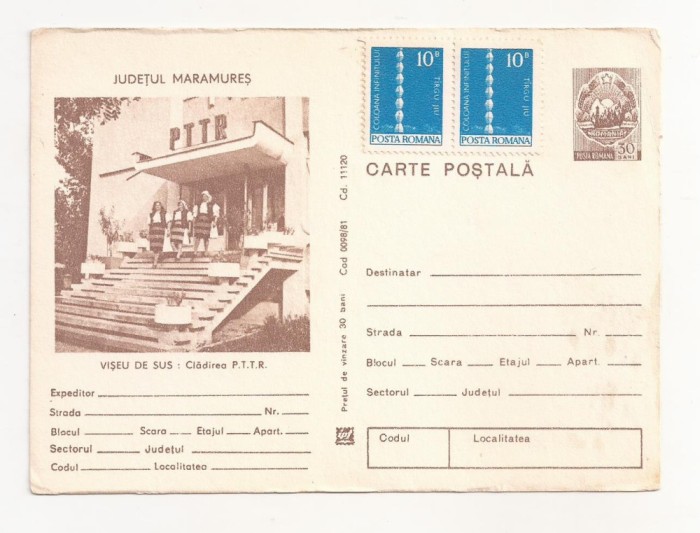 JUDEȚUL MAREMUREȘ
PTTR
VIȘEU DE SUS : Clădirea P.T.T.R.
Expeditor
Strada Nr.
Blocul Scara Etajul Apart.
Sectorul Județul
Codul Localitatea
Prețul de vînzare 30 bani Cod 0098/81 Cd. 11120
10 B
COLOANA INFINITULUI
TÎRGU JIU
POSTA ROMANA
10 B
COLOANA INFINITULUI
TÎRGU JIU
POSTA ROMANA
POSTA ROMANA 30 BANI
CARTE POȘTALĂ
Destinatar
Strada Nr.
Blocul Scara Etajul Apart.
Sectorul Județul
Codul Localitatea